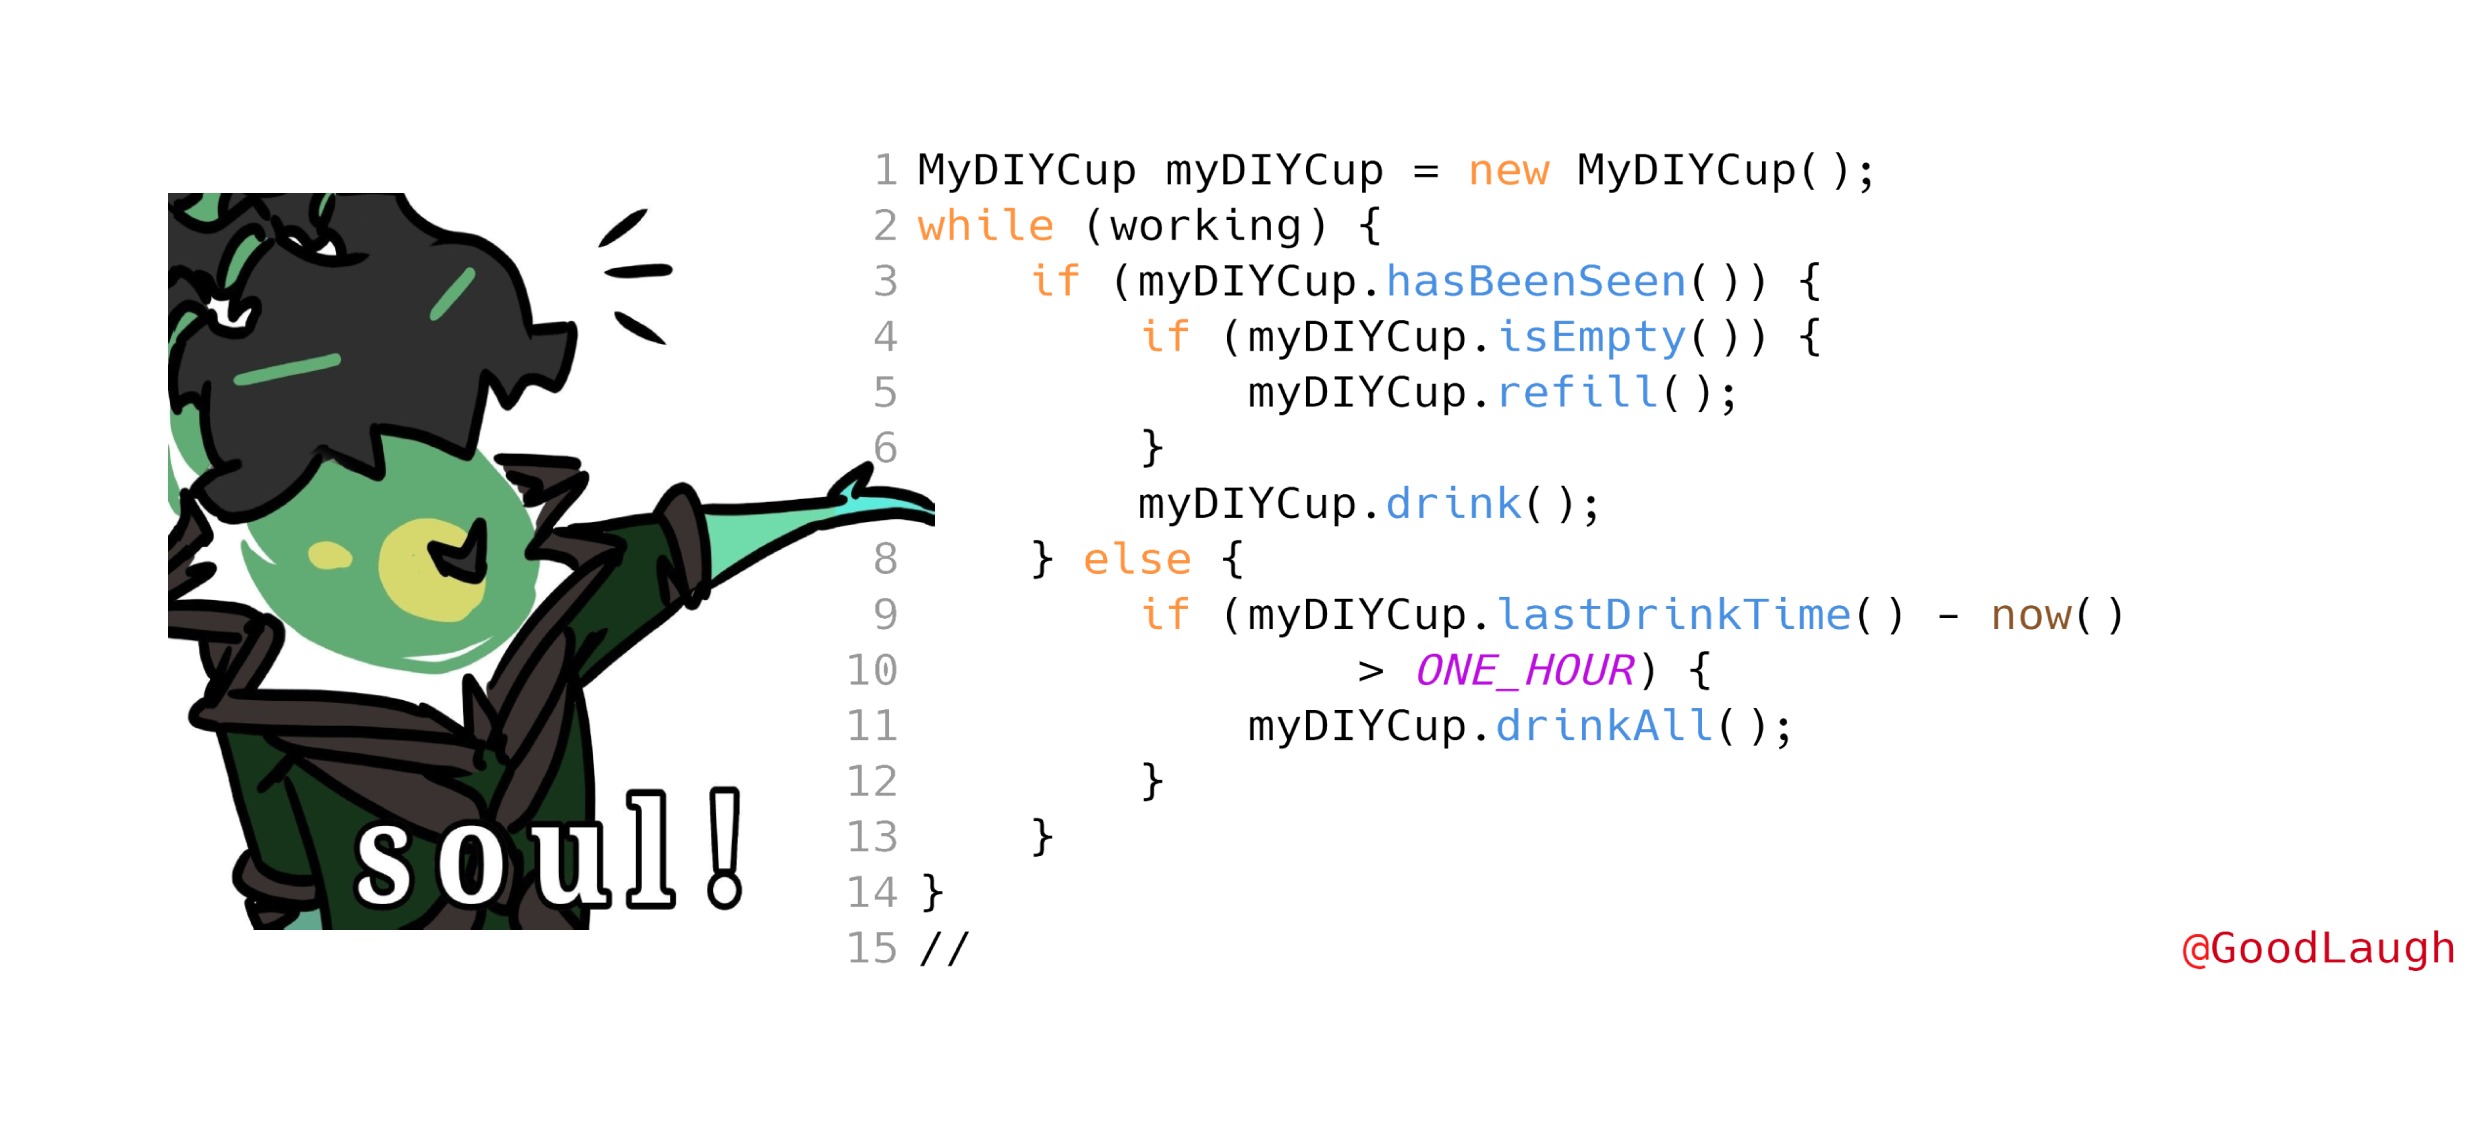 1 MyDIYCup myDIYCup = new MyDIYCup();
2 while (working) {
3     if (myDIYCup.hasBeenSeen()) {
4         if (myDIYCup.isEmpty()) {
5             myDIYCup.refill();
6         }
        myDIYCup.drink();
8     } else {
9         if (myDIYCup.lastDrinkTime() - now()
10                 > ONE_HOUR) {
11             myDIYCup.drinkAll();
12         }
13     }
14 }
15 //
soul!
@GoodLaugh